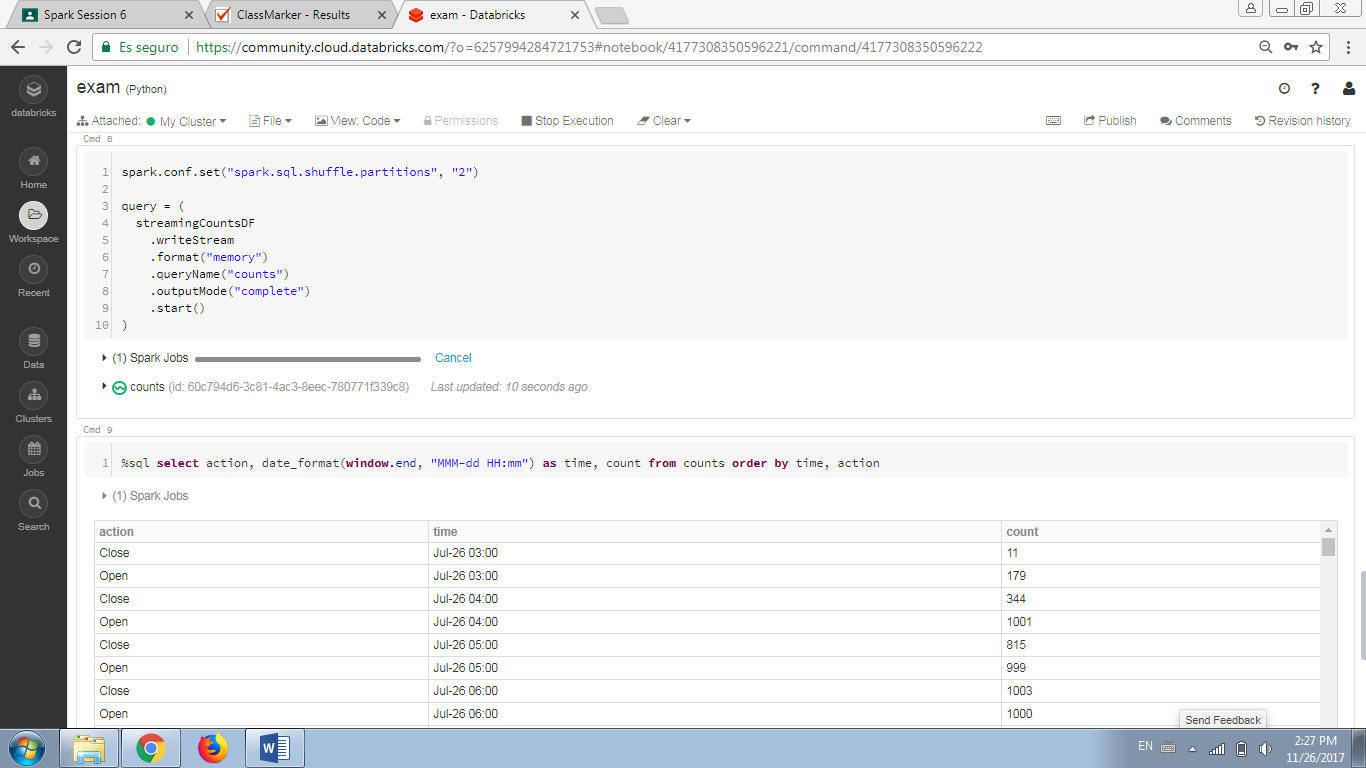 Spark Session 6 ClassMarker - Results exam - Databricks
Es seguro https://community.cloud.databricks.com/?o=6257994284721753#notebook/4177308350596221/command/4177308350596222
databricks
Home
Workspace
Recent
Data
Clusters
Jobs
Search
exam (Python)
Attached: My Cluster File View: Code Permissions Stop Execution Clear Publish Comments Revision history
Cmd 8
1 spark.conf.set("spark.sql.shuffle.partitions", "2")
2
3 query = (
4 streamingCountsDF
5 .writeStream
6 .format("memory")
7 .queryName("counts")
8 .outputMode("complete")
9 .start()
10 )
(1) Spark Jobs Cancel
counts (id: 60c794d6-3c81-4ac3-8eec-780771f339c8) Last updated: 10 seconds ago
Cmd 9
1 %sql select action, date_format(window.end, "MMM-dd HH:mm") as time, count from counts order by time, action
(1) Spark Jobs
action time count
Close Jul-26 03:00 11
Open Jul-26 03:00 179
Close Jul-26 04:00 344
Open Jul-26 04:00 1001
Close Jul-26 05:00 815
Open Jul-26 05:00 999
Close Jul-26 06:00 1003
Open Jul-26 06:00 1000
Send Feedback
EN 2:27 PM
11/26/2017